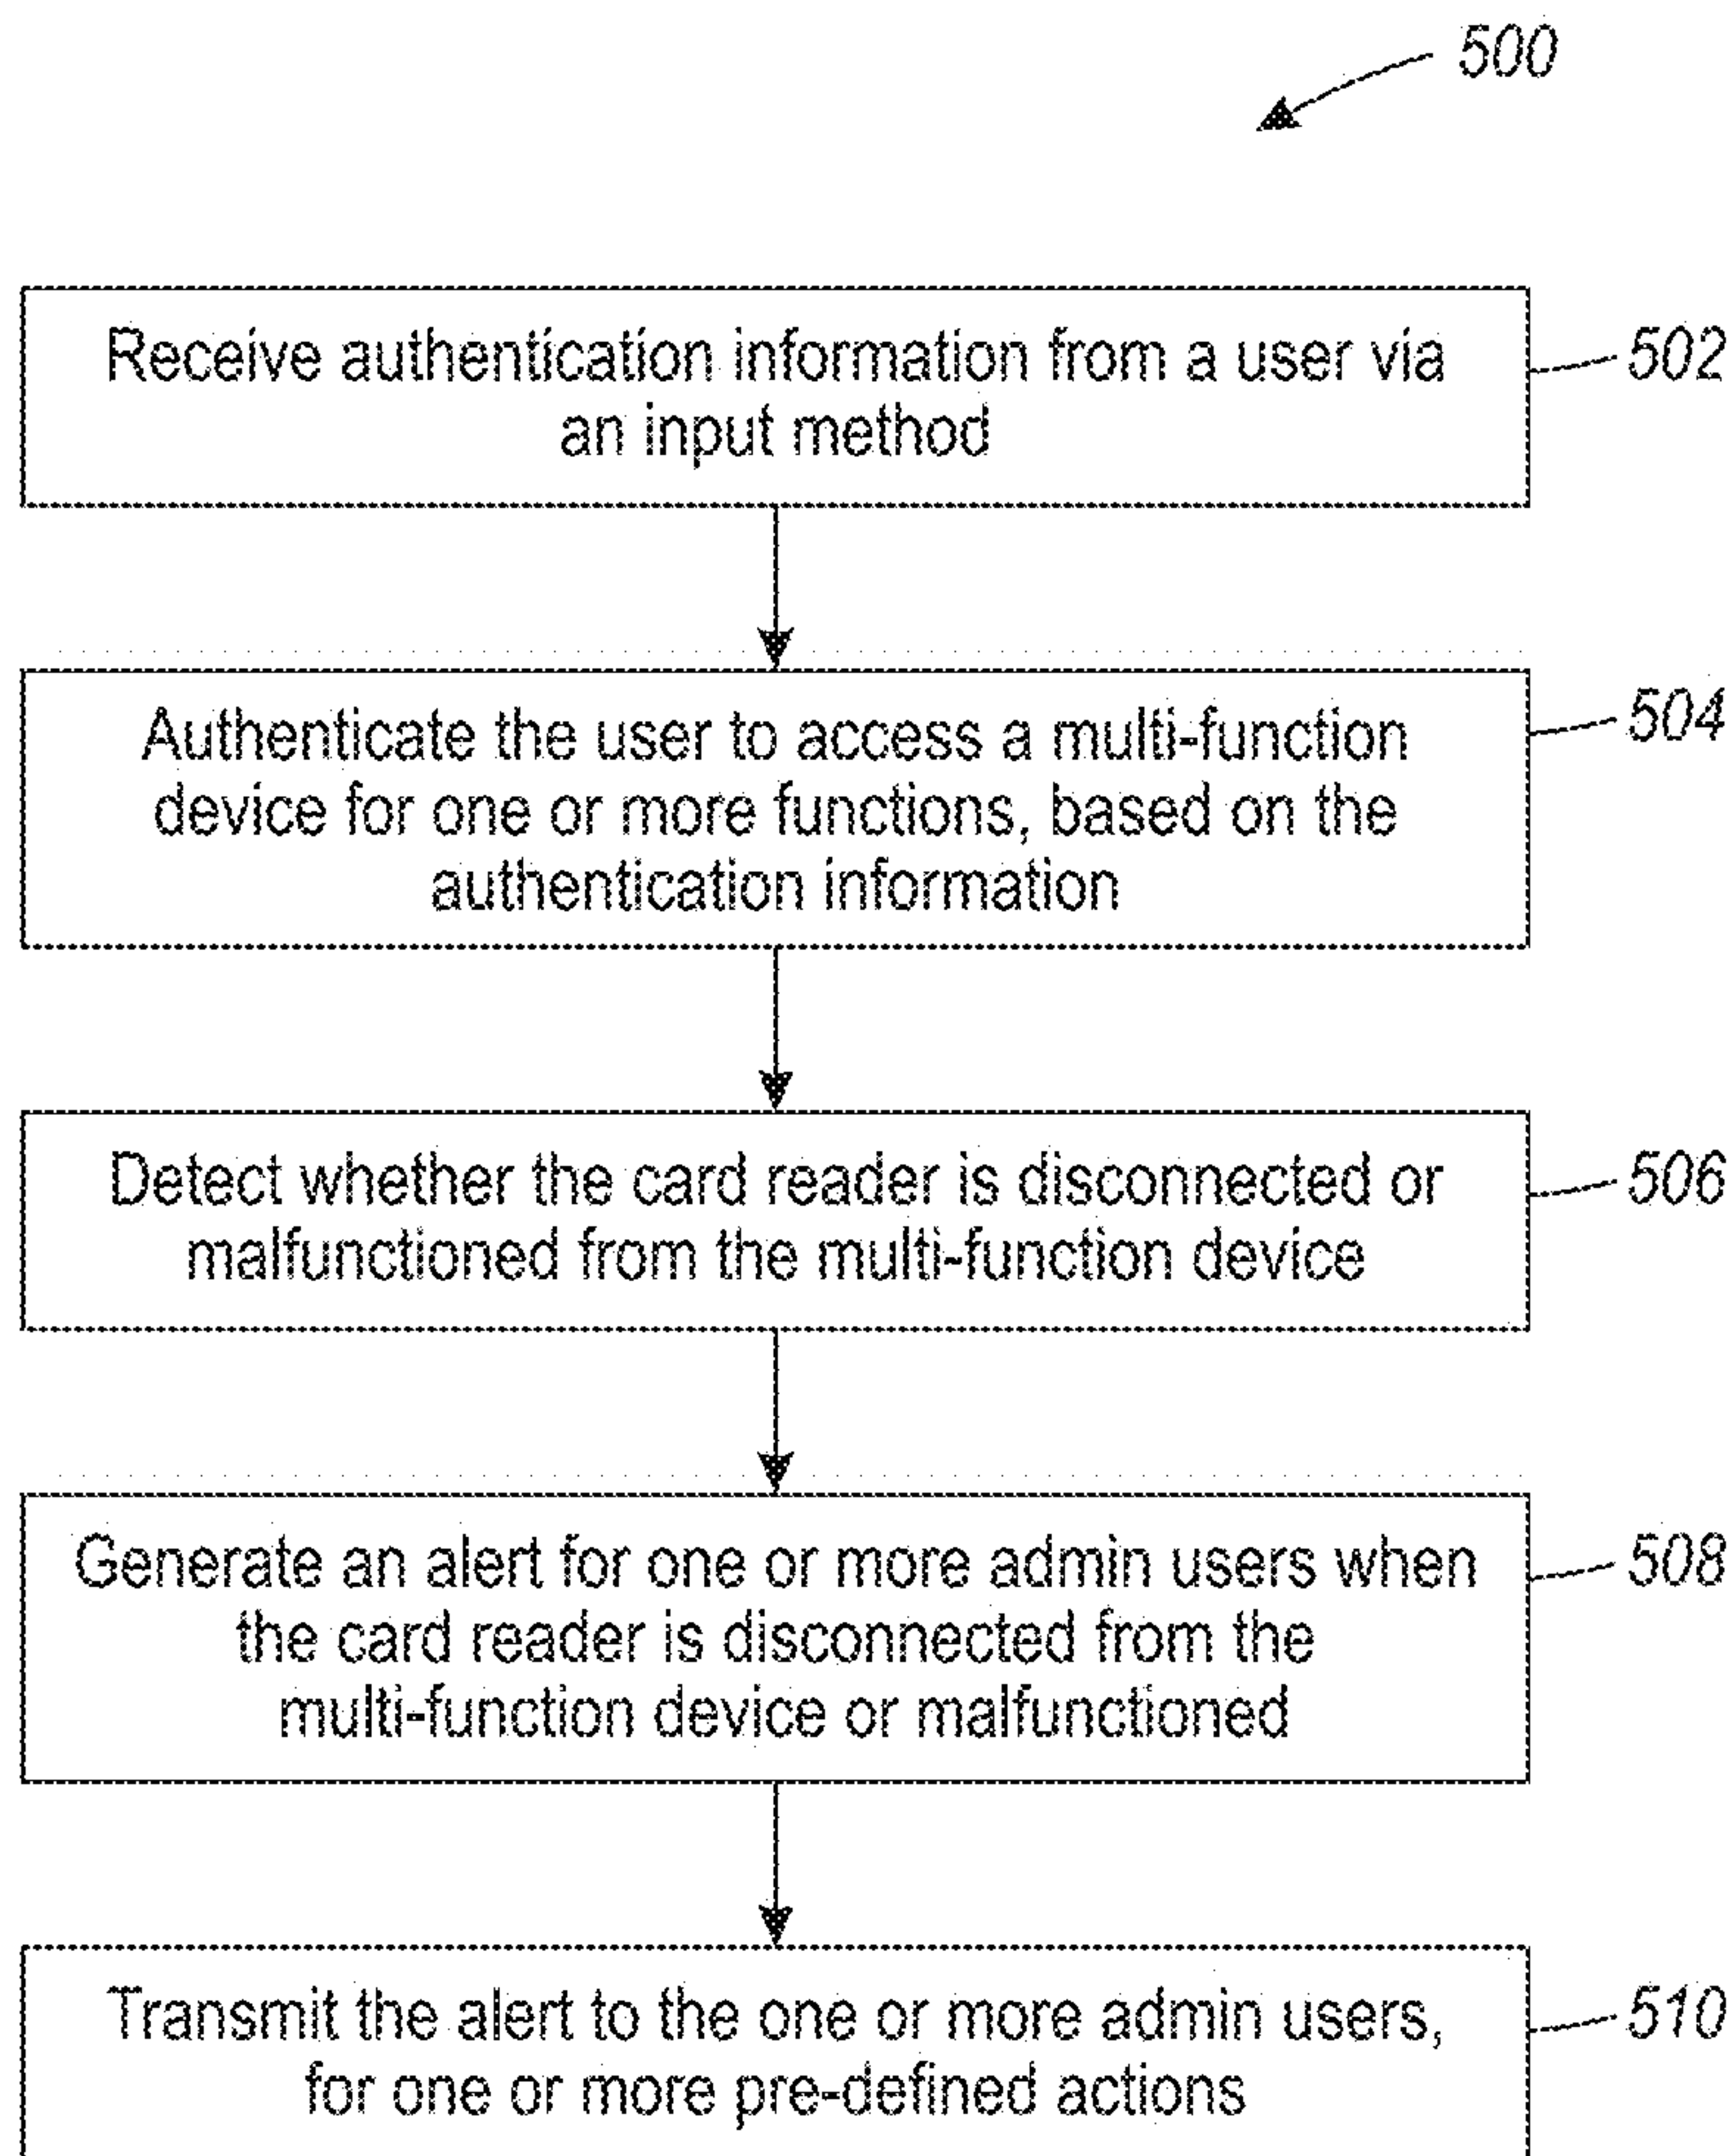 500
Receive authentication information from a user via
an input method
502
Authenticate the user to access a multi-function
device for one or more functions, based on the
authentication information
504
Detect whether the card reader is disconnected or
malfunctioned from the multi-function device
506
Generate an alert for one or more admin users when
the card reader is disconnected from the
multi-function device or malfunctioned
508
Transmit the alert to the one or more admin users,
for one or more pre-defined actions
510